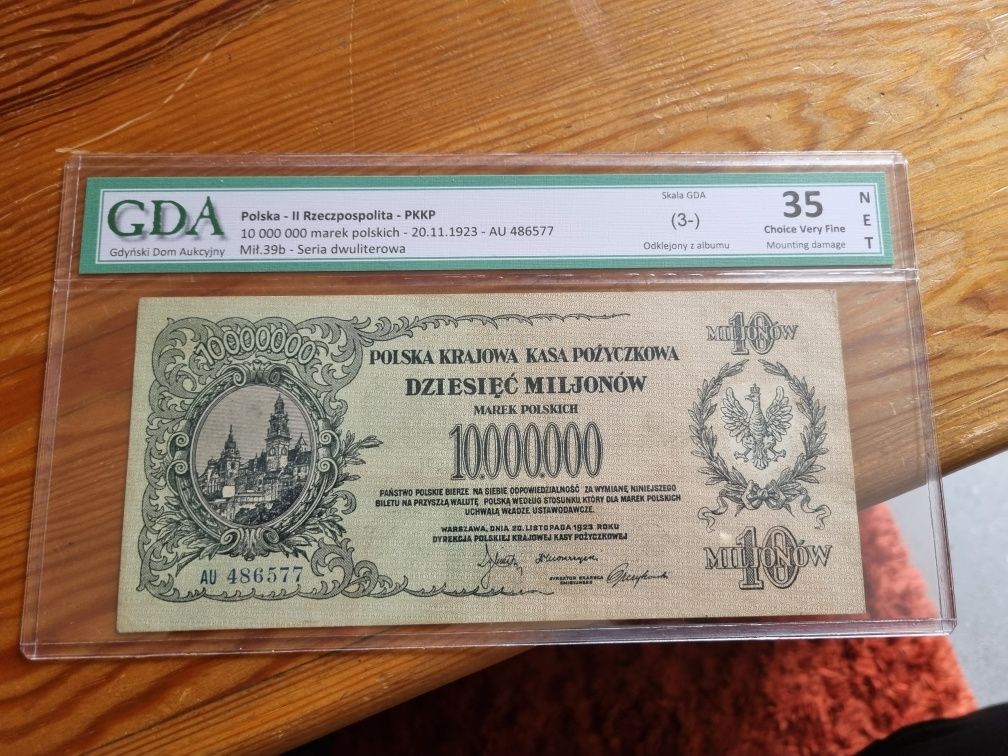 GDA
Gdyński Dom Aukcyjny
Polska - II Rzeczpospolita - PKKP
10 000 000 marek polskich - 20.11.1923 - AU 486577
Mił.39b - Seria dwuliterowa
Skala GDA
(3-)
Odklejony z albumu
35
Choice Very Fine
Mounting damage
NET
10000000
POLSKA KRAJOWA KASA POŻYCZKOWA
DZIESIĘĆ MILJONÓW
MAREK POLSKICH
10.000.000
PAŃSTWO POLSKIE BIERZE NA SIEBIE ODPOWIEDZIALNOŚĆ ZA WYMIANĘ NINIEJSZEGO
BILETU NA PRZYSZŁĄ WALUTĘ POLSKĄ WEDŁUG STOSUNKU, KTÓRY DLA MAREK POLSKICH
UCHWALĄ WŁADZE USTAWODAWCZE.
WARSZAWA, DNIA 20. LISTOPADA 1923 ROKU
DYREKCJA POLSKIEJ KRAJOWEJ KASY POŻYCZKOWEJ
AU 486577
10
MILJONÓW
10
MILJONÓW